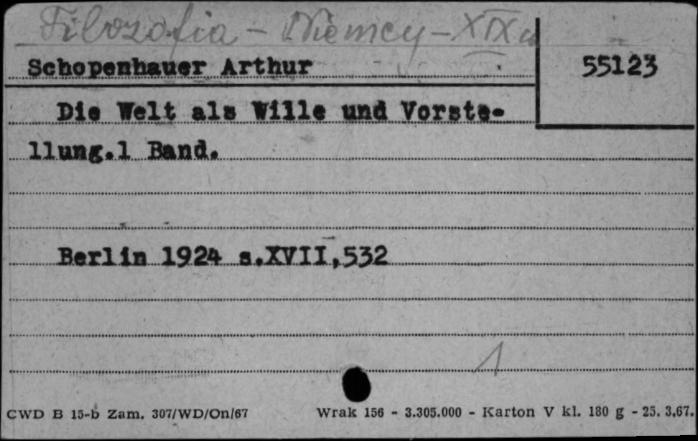 Filozofia - Niemcy - XIX w
Schopenhauer Arthur
55123
Die Welt als Wille und Vorste-
llung.1 Band.
Berlin 1924 s.XVII,532
1
CWD B 15-b Zam. 307/WD/On/67 Wrak 156 - 3.305.000 - Karton V kl. 180 g - 25. 3.67.